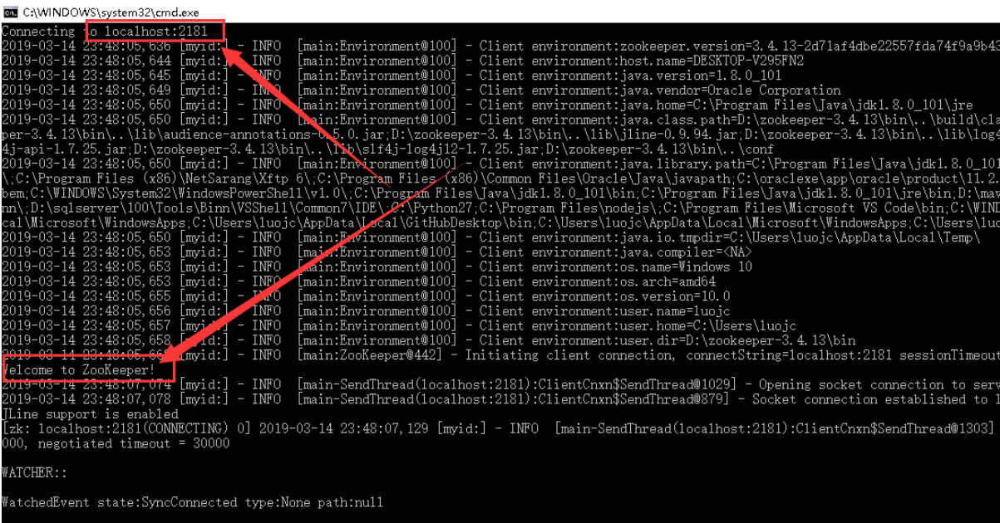 C:\WINDOWS\system32\cmd.exe
Connecting to localhost:2181
2019-03-14 23:48:05,636 [myid:] - INFO  [main:Environment@100] - Client environment:zookeeper.version=3.4.13-2d71af4dbe22557fda74f9a9b43
2019-03-14 23:48:05,644 [myid:] - INFO  [main:Environment@100] - Client environment:host.name=DESKTOP-V295FN2
2019-03-14 23:48:05,645 [myid:] - INFO  [main:Environment@100] - Client environment:java.version=1.8.0_101
2019-03-14 23:48:05,649 [myid:] - INFO  [main:Environment@100] - Client environment:java.vendor=Oracle Corporation
2019-03-14 23:48:05,650 [myid:] - INFO  [main:Environment@100] - Client environment:java.home=C:\Program Files\Java\jdk1.8.0_101\jre
2019-03-14 23:48:05,650 [myid:] - INFO  [main:Environment@100] - Client environment:java.class.path=D:\zookeeper-3.4.13\bin\..\build\cla
per-3.4.13\bin\..\lib\audience-annotations-0.5.0.jar;D:\zookeeper-3.4.13\bin\..\lib\jline-0.9.94.jar;D:\zookeeper-3.4.13\bin\..\lib\log4
4j-api-1.7.25.jar;D:\zookeeper-3.4.13\bin\..\lib\slf4j-log4j12-1.7.25.jar;D:\zookeeper-3.4.13\bin\..\conf
2019-03-14 23:48:05,650 [myid:] - INFO  [main:Environment@100] - Client environment:java.library.path=C:\Program Files\Java\jdk1.8.0_101
\;C:\Program Files (x86)\NetSarang\Xftp 6\;C:\Program Files (x86)\Common Files\Oracle\Java\javapath;C:\oraclexe\app\oracle\product\11.2.
bem;C:\WINDOWS\System32\WindowsPowerShell\v1.0\;C:\Program Files\Java\jdk1.8.0_101\bin;C:\Program Files\Java\jdk1.8.0_101\jre\bin;D:\mav
nn\;D:\sqlserver\100\Tools\Binn\VSShell\Common7\IDE\;C:\Python27;C:\Program Files\nodejs\;C:\Program Files\Microsoft VS Code\bin;C:\WIND
cal\Microsoft\WindowsApps;C:\Users\luojc\AppData\Local\GitHubDesktop\bin;C:\Users\luojc\AppData\Local\Microsoft\WindowsApps;C:\Users\luo
2019-03-14 23:48:05,650 [myid:] - INFO  [main:Environment@100] - Client environment:java.io.tmpdir=C:\Users\luojc\AppData\Local\Temp\
2019-03-14 23:48:05,653 [myid:] - INFO  [main:Environment@100] - Client environment:java.compiler=<NA>
2019-03-14 23:48:05,653 [myid:] - INFO  [main:Environment@100] - Client environment:os.name=Windows 10
2019-03-14 23:48:05,653 [myid:] - INFO  [main:Environment@100] - Client environment:os.arch=amd64
2019-03-14 23:48:05,655 [myid:] - INFO  [main:Environment@100] - Client environment:os.version=10.0
2019-03-14 23:48:05,656 [myid:] - INFO  [main:Environment@100] - Client environment:user.name=luojc
2019-03-14 23:48:05,657 [myid:] - INFO  [main:Environment@100] - Client environment:user.home=C:\Users\luojc
2019-03-14 23:48:05,658 [myid:] - INFO  [main:Environment@100] - Client environment:user.dir=D:\zookeeper-3.4.13\bin
2019-03-14 [myid:] - INFO  [main:ZooKeeper@442] - Initiating client connection, connectString=localhost:2181 sessionTimeout
Welcome to ZooKeeper!
2019-03-14 23:48:07,074 [myid:] - INFO  [main-SendThread(localhost:2181):ClientCnxn$SendThread@1029] - Opening socket connection to serv
2019-03-14 23:48:07,078 [myid:] - INFO  [main-SendThread(localhost:2181):ClientCnxn$SendThread@879] - Socket connection established to l
JLine support is enabled
[zk: localhost:2181(CONNECTING) 0] 2019-03-14 23:48:07,129 [myid:] - INFO  [main-SendThread(localhost:2181):ClientCnxn$SendThread@1303]
000, negotiated timeout = 30000
WATCHER::
WatchedEvent state:SyncConnected type:None path:null